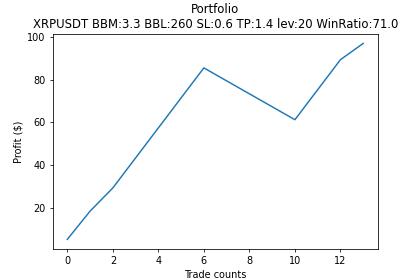 Portfolio
XRPUSDT BBM:3.3 BBL:260 SL:0.6 TP:1.4 lev:20 WinRatio:71.0
100
80
60
40
20
Profit ($)
0 2 4 6 8 10 12
Trade counts